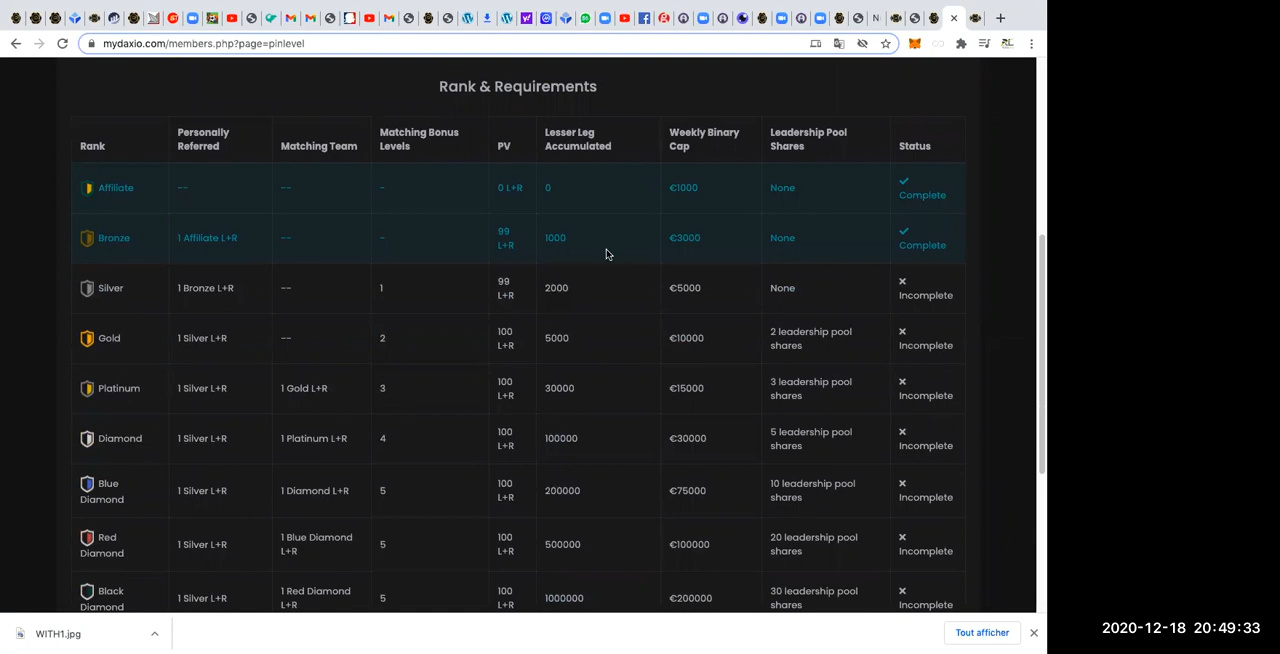 mydaxio.com/members.php?page=pinlevel
Rank & Requirements
Rank
Personally
Referred
Matching Team
Matching Bonus
Levels
PV
Lesser Leg
Accumulated
Weekly Binary
Cap
Leadership Pool
Shares
Status
Affiliate
--
--
-
0 L+R
0
€1000
None
Complete
Bronze
1 Affiliate L+R
--
-
99
L+R
1000
€3000
None
Complete
Silver
1 Bronze L+R
--
1
99
L+R
2000
€5000
None
Incomplete
Gold
1 Silver L+R
--
2
100
L+R
5000
€10000
2 leadership pool
shares
Incomplete
Platinum
1 Silver L+R
1 Gold L+R
3
100
L+R
30000
€15000
3 leadership pool
shares
Incomplete
Diamond
1 Silver L+R
1 Platinum L+R
4
100
L+R
100000
€30000
5 leadership pool
shares
Incomplete
Blue
Diamond
1 Silver L+R
1 Diamond L+R
5
100
L+R
200000
€75000
10 leadership pool
shares
Incomplete
Red
Diamond
1 Silver L+R
1 Blue Diamond
L+R
5
100
L+R
500000
€100000
20 leadership pool
shares
Incomplete
Black
Diamond
1 Silver L+R
1 Red Diamond
L+R
5
100
L+R
1000000
€200000
30 leadership pool
shares
Incomplete
WITH1.jpg
Tout afficher
2020-12-18 20:49:33